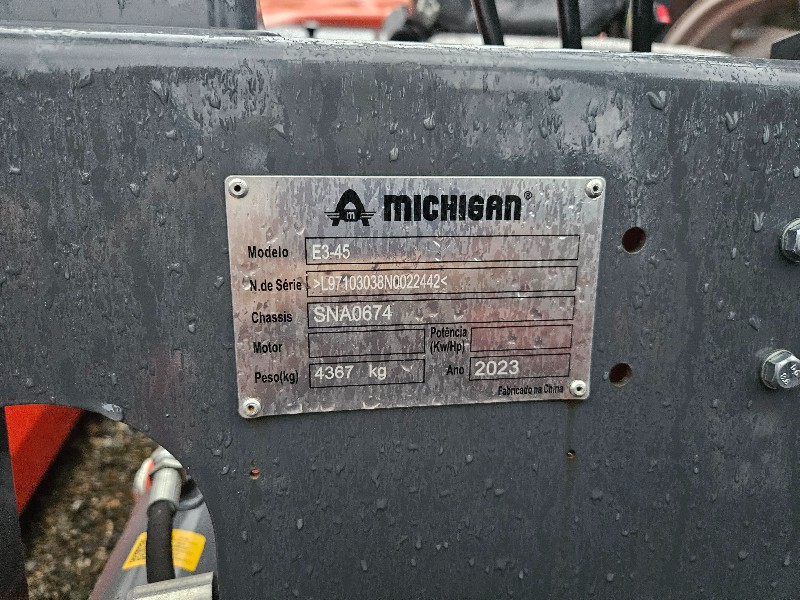 MICHIGAN®
Modelo E3-45
N.de Série >L97103038N0022442<
Chassis SNA0674
Motor Potência (Kw/Hp)
Peso(kg) 4367 kg Ano 2023
Fabricado na China